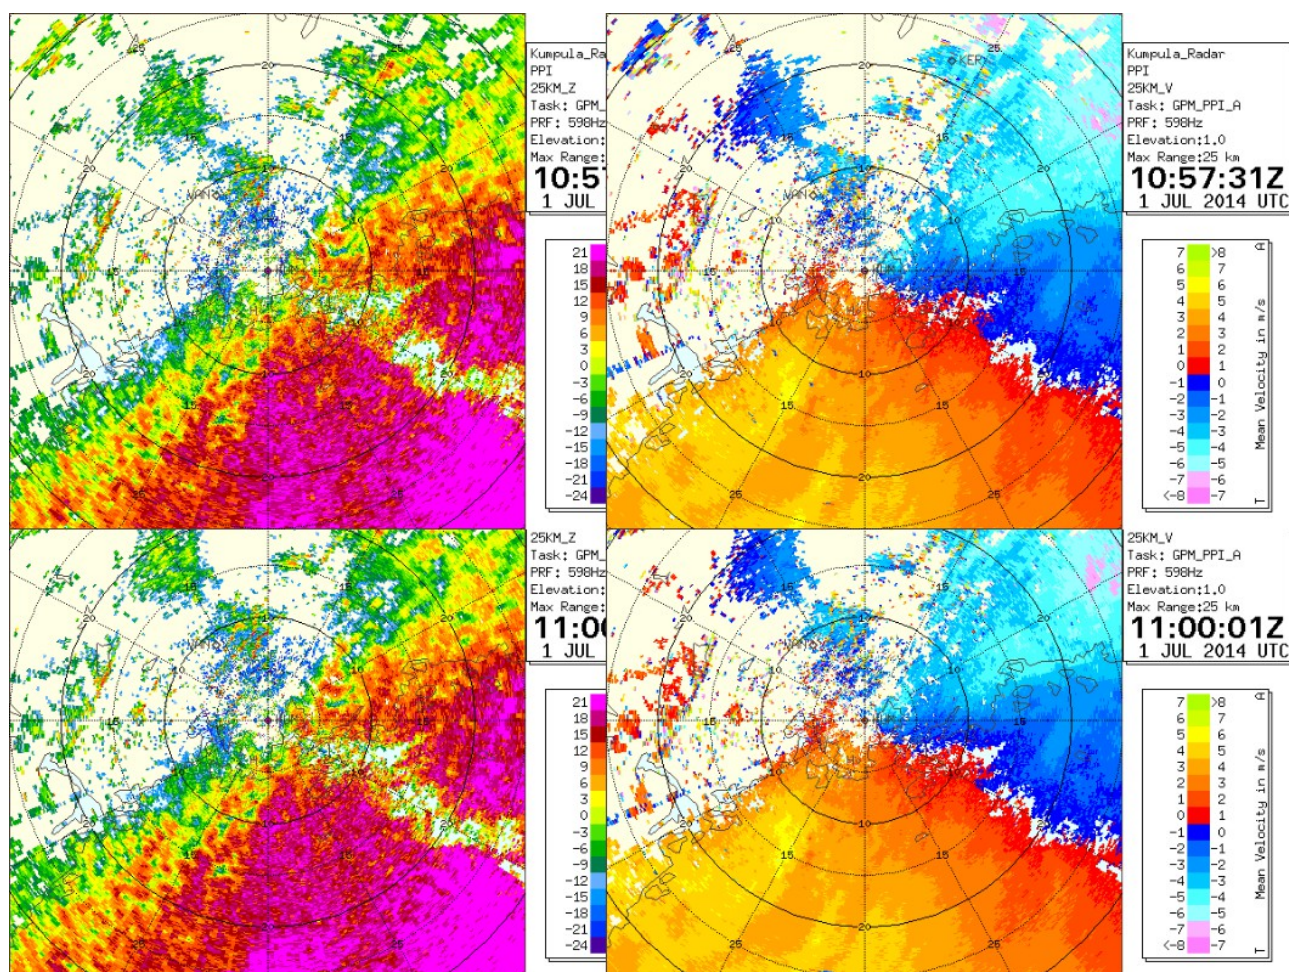 Kumpula_Ra
PPI
25KM_Z
Task: GPM_
PRF: 598Hz
Elevation:
Max Range:
10:57
1 JUL
21
18
15
12
9
6
3
0
-3
-6
-9
-12
-15
-18
-21
-24
Kumpula_Radar
PPI
25KM_V
Task: GPM_PPI_A
PRF: 598Hz
Elevation:1.0
Max Range:25 km
10:57:31Z
1 JUL 2014 UTC
7 >8
6 7
5 6
4 5
3 4
2 3
1 2
0 1
-1 0
-2 -1
-3 -2
-4 -3
-5 -4
-6 -5
-7 -6
<-8 -7
T Mean Velocity in m/s A
25KM_Z
Task: GPM_
PRF: 598Hz
Elevation:
Max Range:
11:00
1 JUL
21
18
15
12
9
6
3
0
-3
-6
-9
-12
-15
-18
-21
-24
25KM_V
Task: GPM_PPI_A
PRF: 598Hz
Elevation:1.0
Max Range:25 km
11:00:01Z
1 JUL 2014 UTC
7 >8
6 7
5 6
4 5
3 4
2 3
1 2
0 1
-1 0
-2 -1
-3 -2
-4 -3
-5 -4
-6 -5
-7 -6
<-8 -7
T Mean Velocity in m/s A